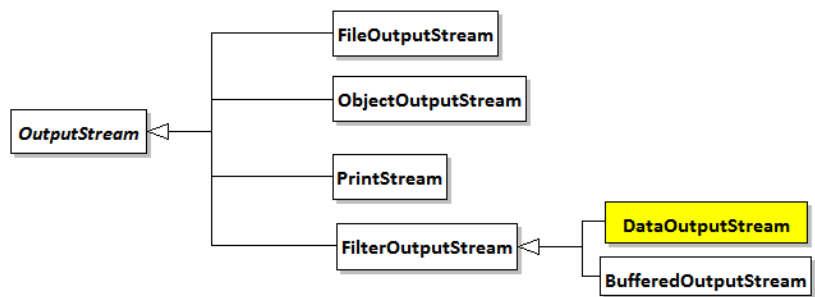 FileOutputStream
ObjectOutputStream
OutputStream
PrintStream
FilterOutputStream
DataOutputStream
BufferedOutputStream